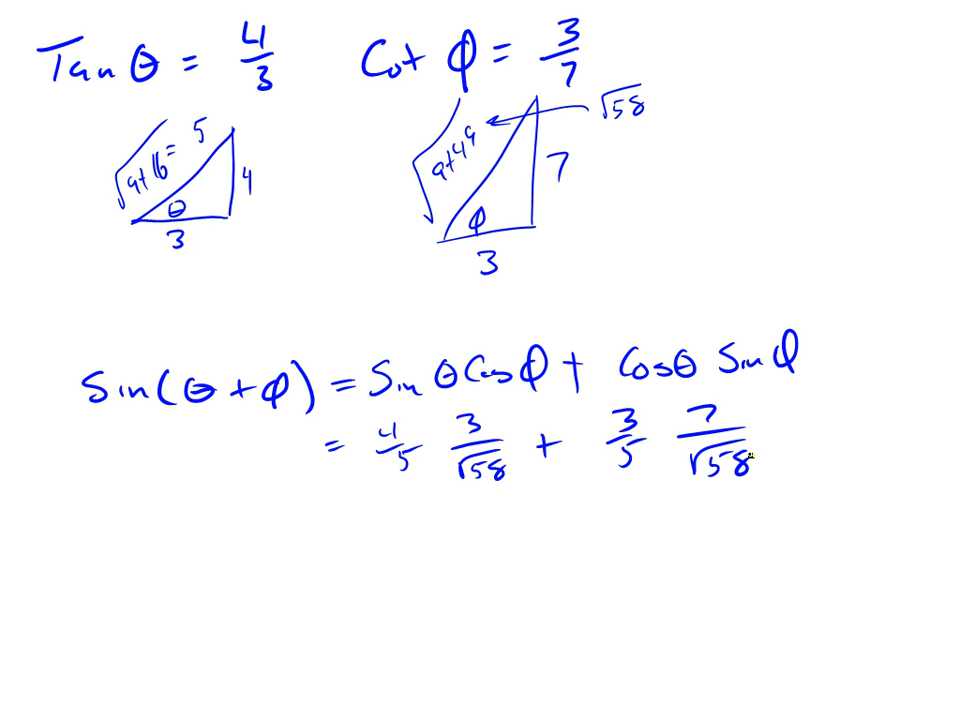 Tan θ = 4/3   Cot φ = 3/7
√9+16 = 5   4   θ   3
√9+49   √58   7   φ   3
Sin(θ+φ) = Sin θ Cos φ + Cos θ Sin φ
= 4/5 3/√58 + 3/5 7/√58